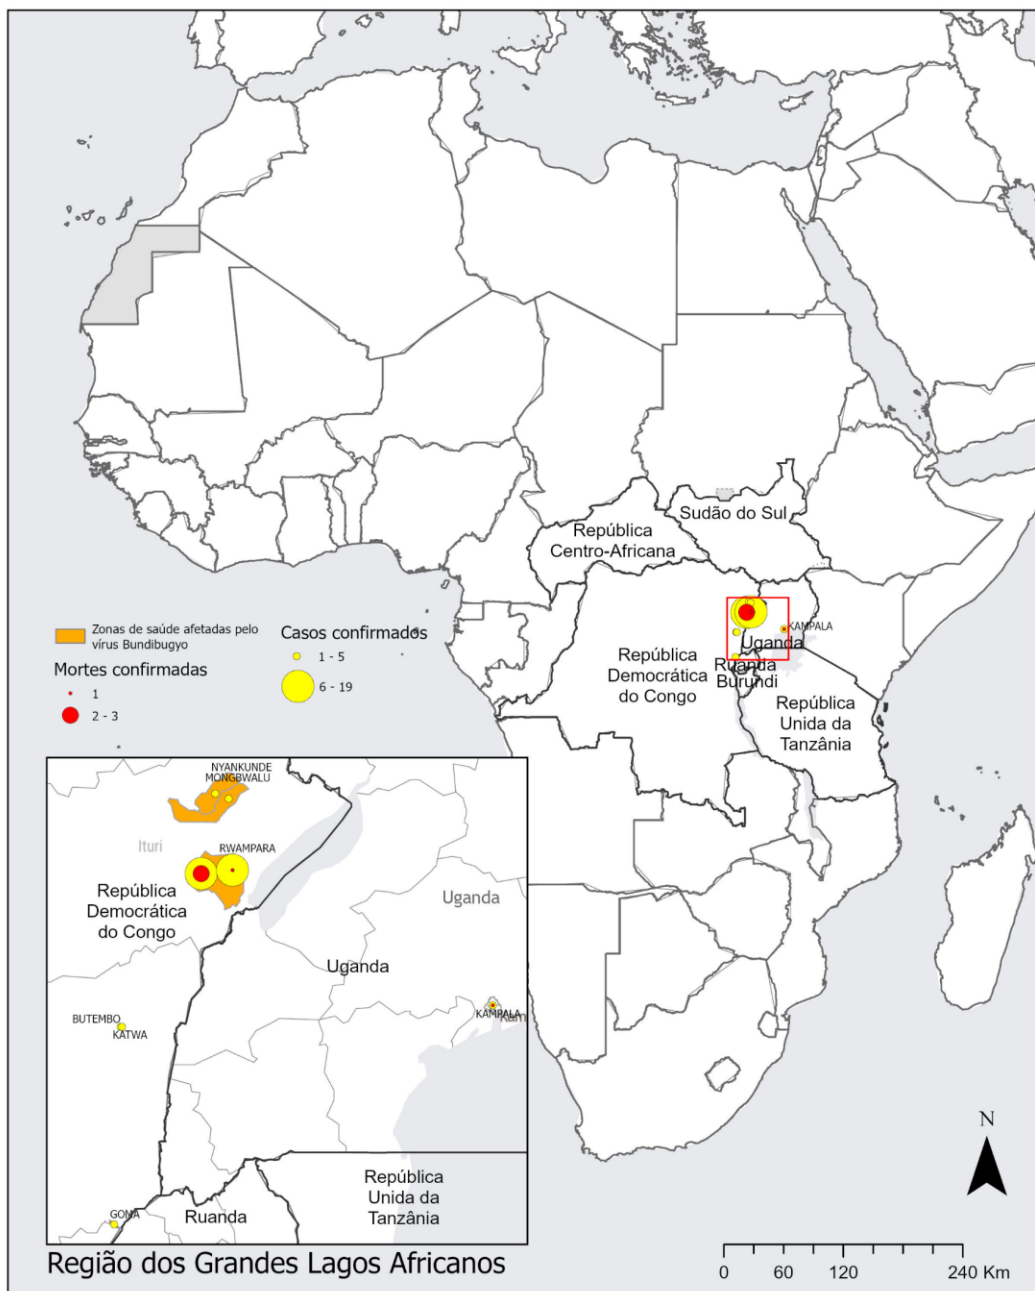 Sudão do Sul
República
Centro-Africana
KAMPALA
Uganda
Ruanda
Burundi
República
Democrática
do Congo
República
Unida da
Tanzânia
Zonas de saúde afetadas pelo
vírus Bundibugyo
Mortes confirmadas
1
2 - 3
Casos confirmados
1 - 5
6 - 19
NYANKUNDE
MONGBWALU
Ituri
RWAMPARA
República
Democrática
do Congo
Uganda
Uganda
KAMPALA
Kam
BUTEMBO
KATWA
GOMA
Ruanda
República
Unida da
Tanzânia
Região dos Grandes Lagos Africanos
N
0 60 120 240 Km